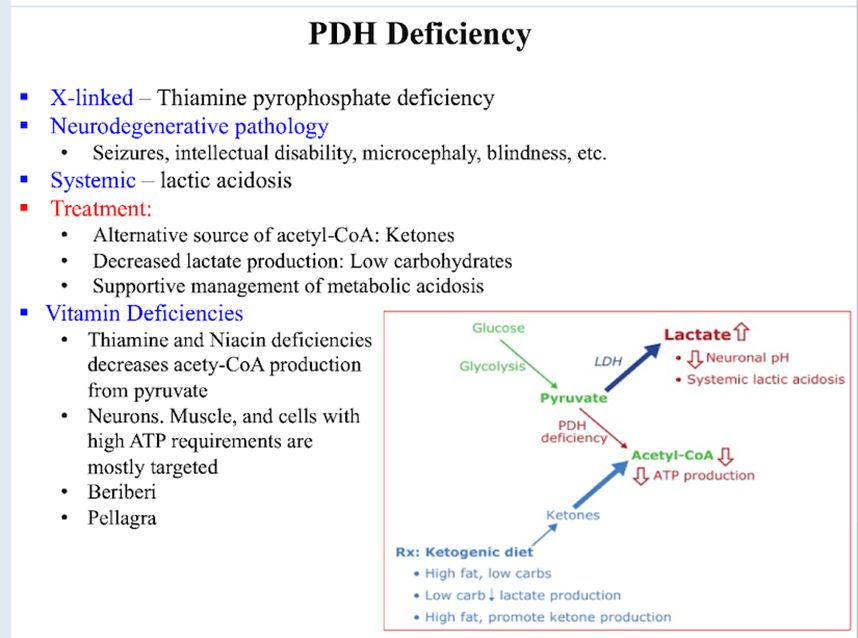 PDH Deficiency
▪ X-linked – Thiamine pyrophosphate deficiency
▪ Neurodegenerative pathology
• Seizures, intellectual disability, microcephaly, blindness, etc.
▪ Systemic – lactic acidosis
▪ Treatment:
• Alternative source of acetyl-CoA: Ketones
• Decreased lactate production: Low carbohydrates
• Supportive management of metabolic acidosis
▪ Vitamin Deficiencies
• Thiamine and Niacin deficiencies
decreases acety-CoA production
from pyruvate
• Neurons. Muscle, and cells with
high ATP requirements are
mostly targeted
• Beriberi
• Pellagra
Glucose
Glycolysis
Pyruvate
LDH
Lactate ⇧
• ⇩ Neuronal pH
• Systemic lactic acidosis
PDH
deficiency
Acetyl-CoA ⇩
⇩ ATP production
Ketones
Rx: Ketogenic diet
• High fat, low carbs
• Low carb ↓ lactate production
• High fat, promote ketone production